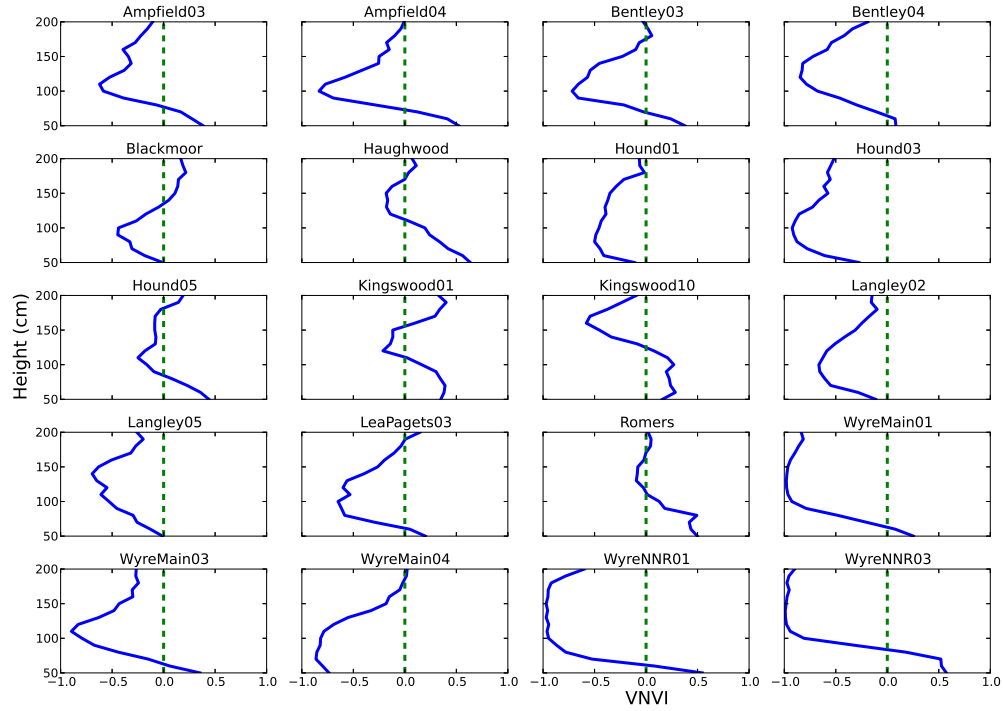 Ampfield03 Ampfield04 Bentley03 Bentley04
200
150
100
50
Blackmoor Haughwood Hound01 Hound03
200
150
100
50
Hound05 Kingswood01 Kingswood10 Langley02
200
150
100
50
Height (cm)
Langley05 LeaPagets03 Romers WyreMain01
200
150
100
50
WyreMain03 WyreMain04 WyreNNR01 WyreNNR03
200
150
100
50
−1.0 −0.5 0.0 0.5 1.0 −1.0 −0.5 0.0 0.5 1.0 −1.0 −0.5 0.0 0.5 1.0 −1.0 −0.5 0.0 0.5 1.0
VNVI